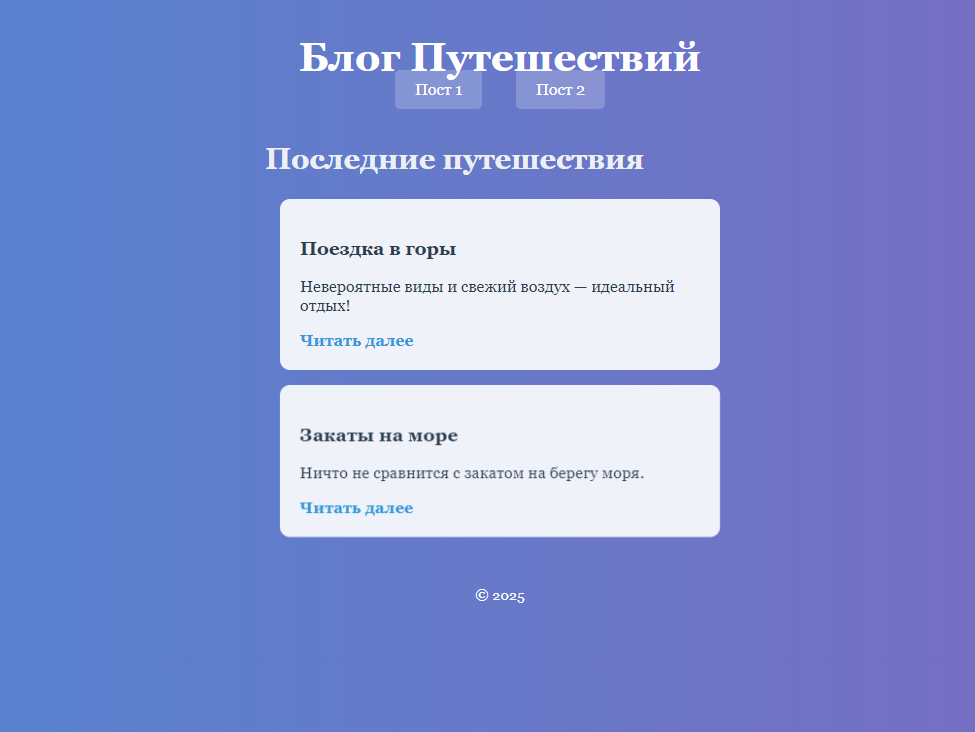 Блог Путешествий
Пост 1 Пост 2
Последние путешествия
Поездка в горы
Невероятные виды и свежий воздух — идеальный
отдых!
Читать далее
Закаты на море
Ничто не сравнится с закатом на берегу моря.
Читать далее
© 2025